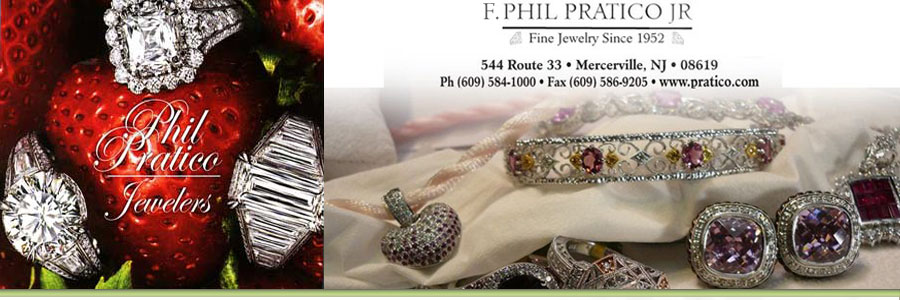 Phil
Pratico
Jewelers
F. PHIL PRATICO JR
Fine Jewelry Since 1952
544 Route 33 • Mercerville, NJ • 08619
Ph (609) 584-1000 • Fax (609) 586-9205 • www.pratico.com